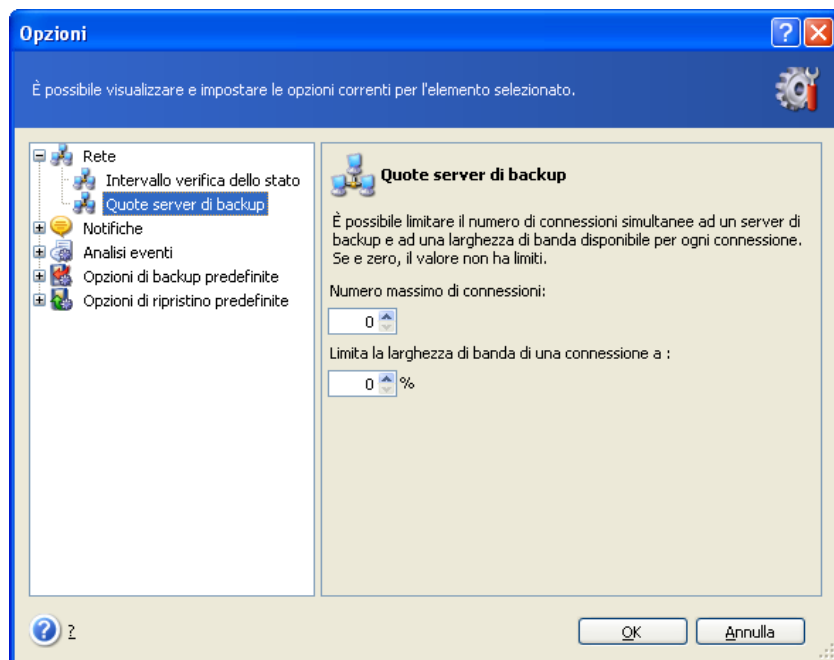 Opzioni
È possibile visualizzare e impostare le opzioni correnti per l'elemento selezionato.
Rete
Intervallo verifica dello stato
Quote server di backup
Notifiche
Analisi eventi
Opzioni di backup predefinite
Opzioni di ripristino predefinite
Quote server di backup
È possibile limitare il numero di connessioni simultanee ad un server di
backup e ad una larghezza di banda disponibile per ogni connessione.
Se e zero, il valore non ha limiti.
Numero massimo di connessioni:
0
Limita la larghezza di banda di una connessione a :
0 %
?
OK
Annulla